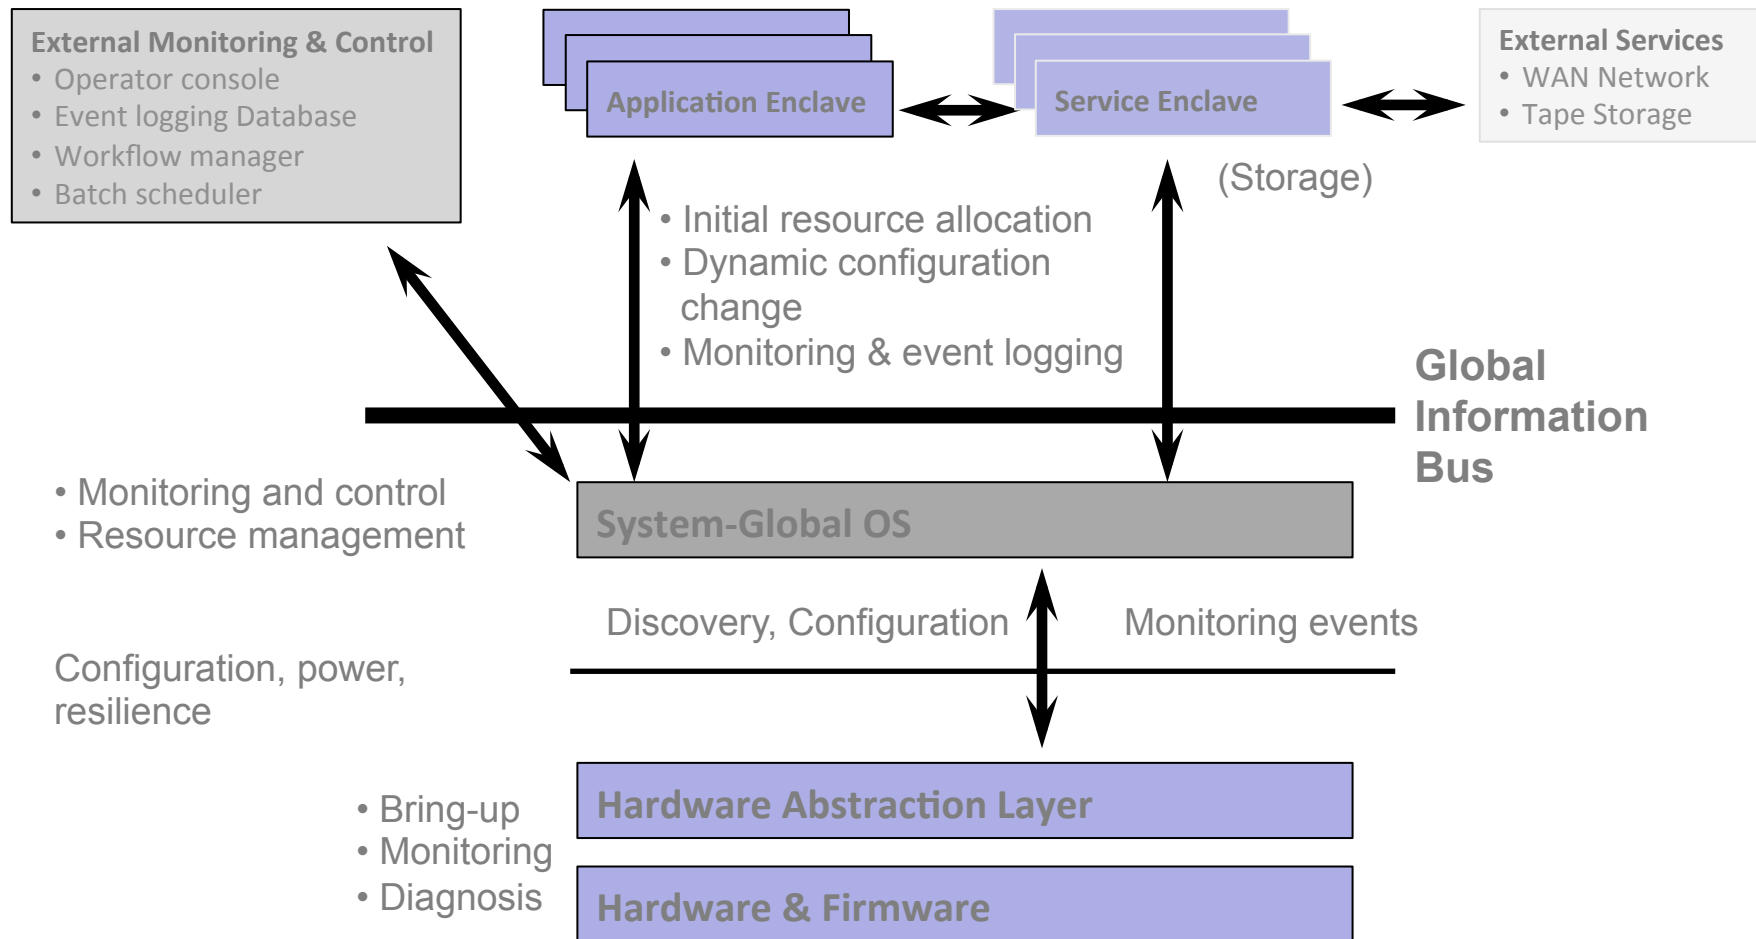 External Monitoring & Control
• Operator console
• Event logging Database
• Workflow manager
• Batch scheduler
Application Enclave
Service Enclave
External Services
• WAN Network
• Tape Storage
(Storage)
• Initial resource allocation
• Dynamic configuration
change
• Monitoring & event logging
Global
Information
Bus
• Monitoring and control
• Resource management
System-Global OS
Discovery, Configuration
Monitoring events
Configuration, power,
resilience
• Bring-up
• Monitoring
• Diagnosis
Hardware Abstraction Layer
Hardware & Firmware